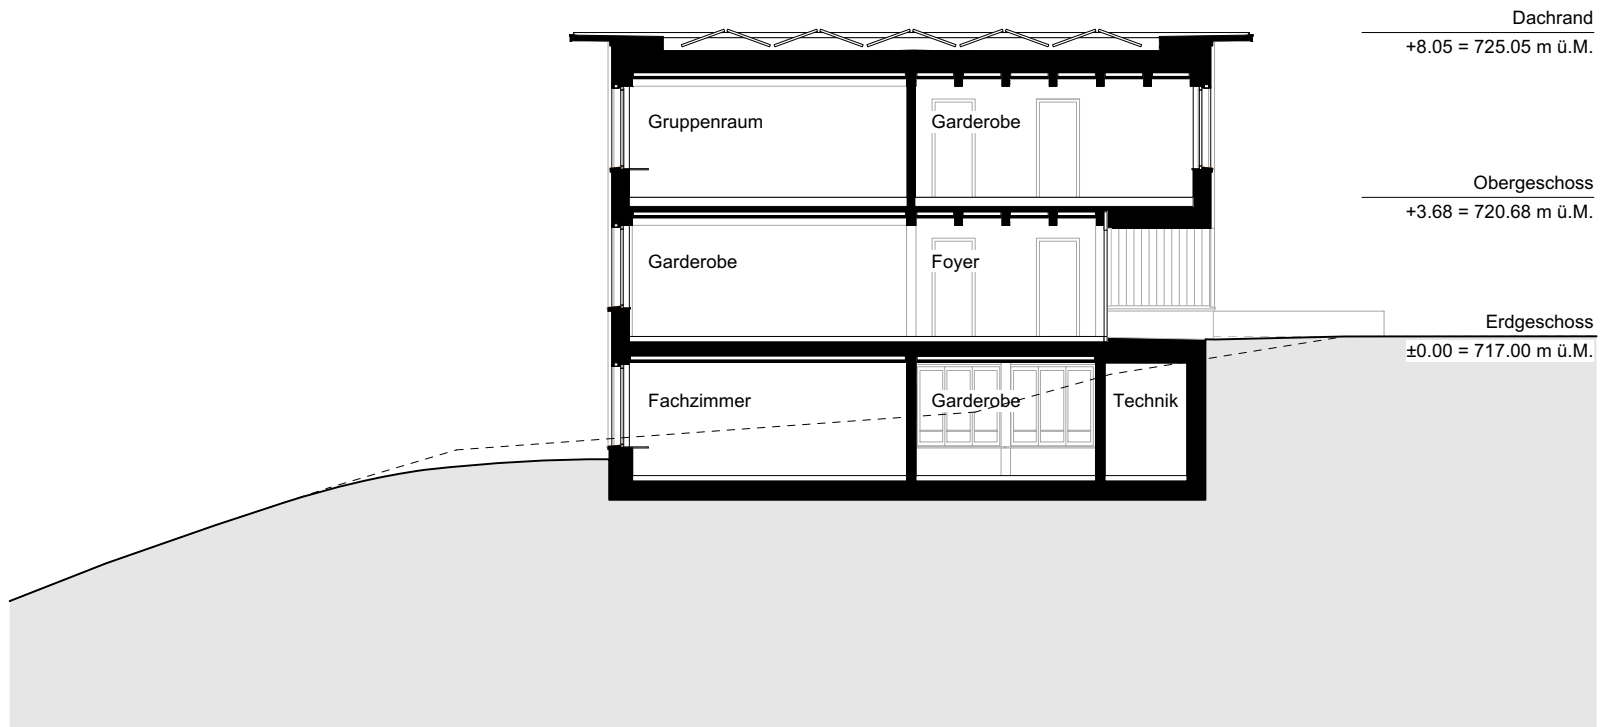 Dachrand
+8.05 = 725.05 m ü.M.
Gruppenraum
Garderobe
Obergeschoss
+3.68 = 720.68 m ü.M.
Garderobe
Foyer
Erdgeschoss
±0.00 = 717.00 m ü.M.
Fachzimmer
Garderobe
Technik